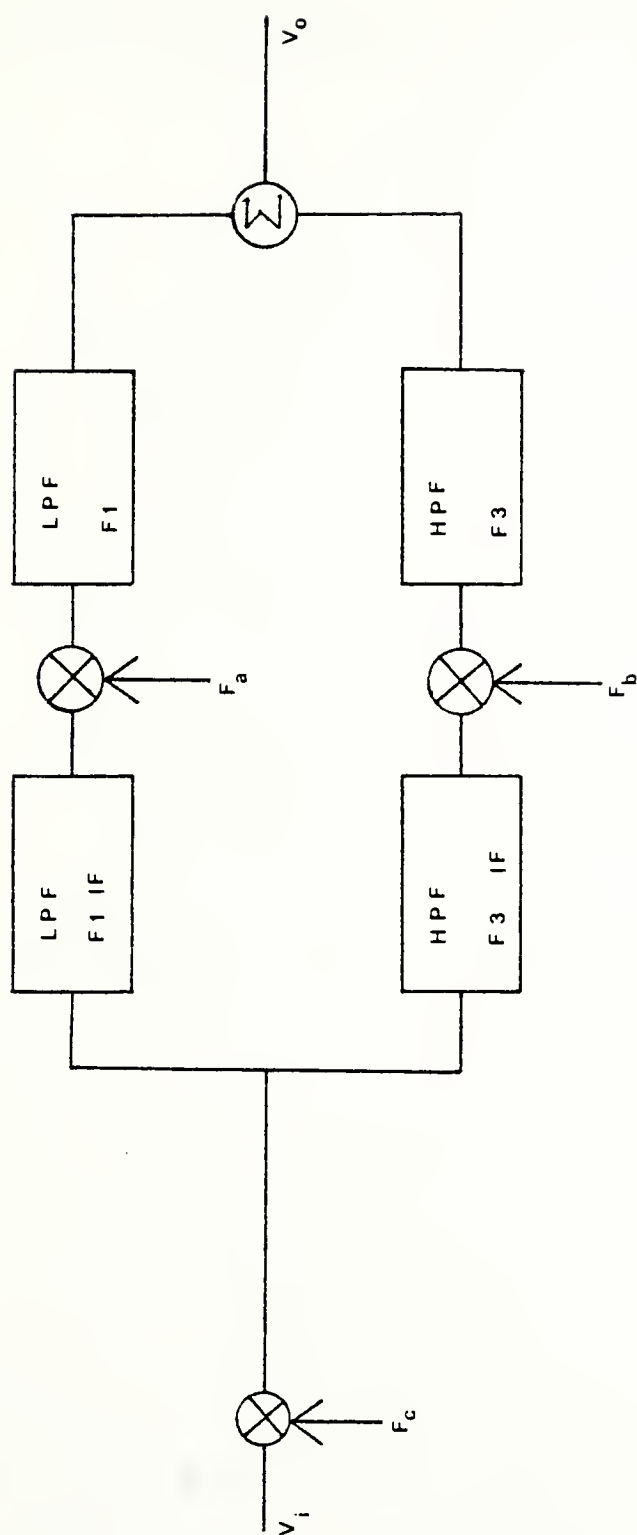 V_i
F_c
LPF
F1 IF
F_a
LPF
F1
HPF
F3 IF
F_b
HPF
F3
Σ
V_o